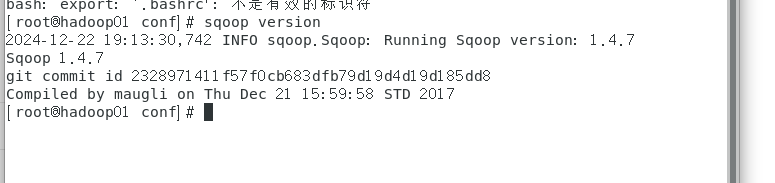 bash: export: '.bashrc': 不是有效的标识符
[root@hadoop01 conf]# sqoop version
2024-12-22 19:13:30,742 INFO sqoop.Sqoop: Running Sqoop version: 1.4.7
Sqoop 1.4.7
git commit id 2328971411f57f0cb683dfb79d19d4d19d185dd8
Compiled by maugli on Thu Dec 21 15:59:58 STD 2017
[root@hadoop01 conf]#